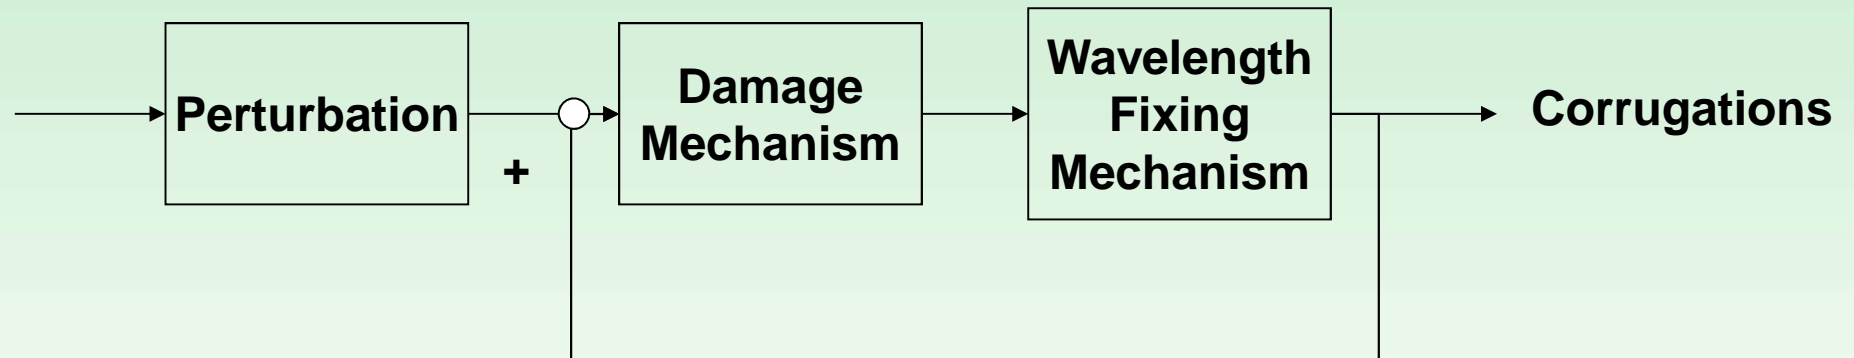 Perturbation
+
Damage
Mechanism
Wavelength
Fixing
Mechanism
Corrugations